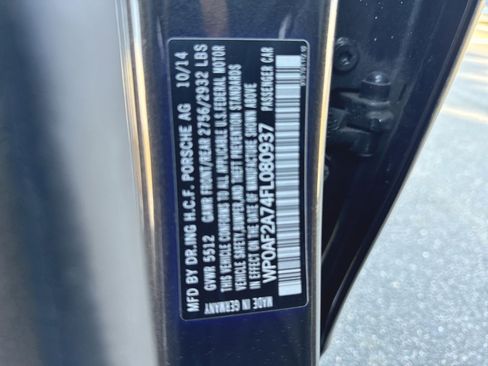 MFD BY DR.ING H.C.F. PORSCHE AG 10/14
GVWR 5512 GAWR FRONT/REAR 2756/2932 LBS
THIS VEHICLE CONFORMS TO ALL APPLICABLE U.S.FEDERAL MOTOR
VEHICLE SAFETY, BUMPER, AND THEFT PREVENTION STANDARDS
IN EFFECT ON THE DATE OF MANUFACTURE SHOWN ABOVE
WP0AF2A74FL080937 PASSENGER CAR
MADE IN GERMANY